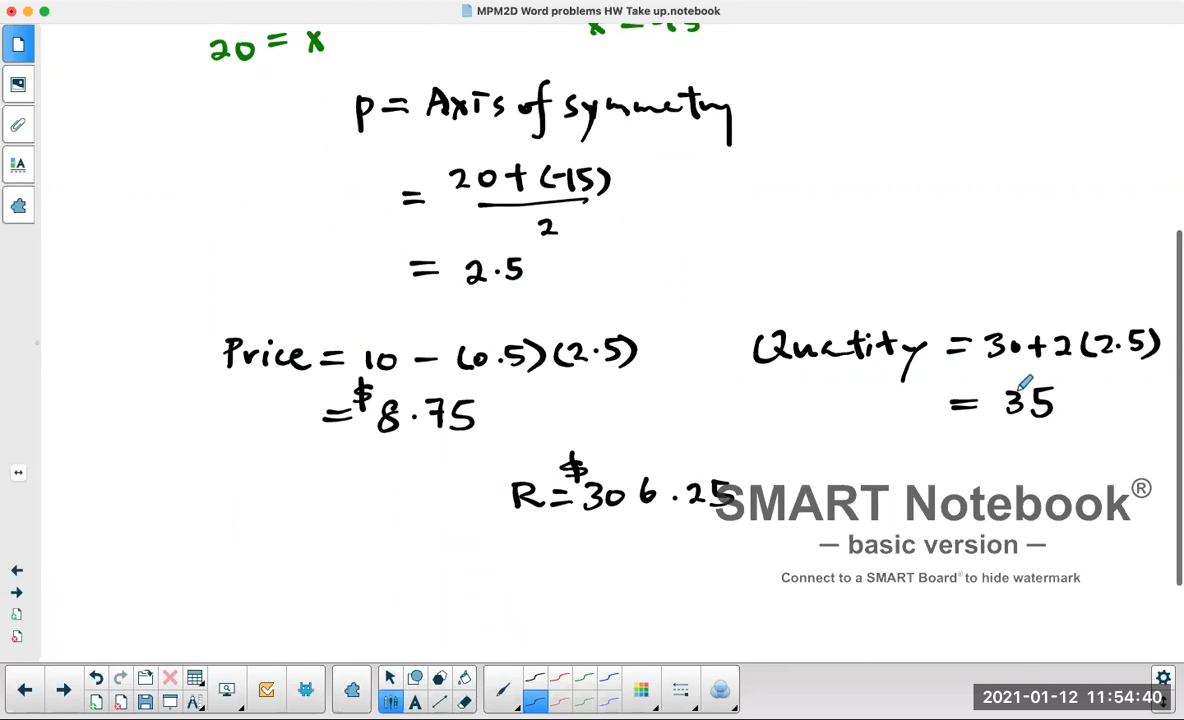 MPM2D Word problems HW Take up.notebook
20 = x
p = Axis of symmetry
= 20 + (-15)
2
= 2.5
Price = 10 - (0.5)(2.5)
= $8.75
Quatity = 30+2(2.5)
= 35
R = $306.25
SMART Notebook®
— basic version —
Connect to a SMART Board® to hide watermark
2021-01-12 11:54:40